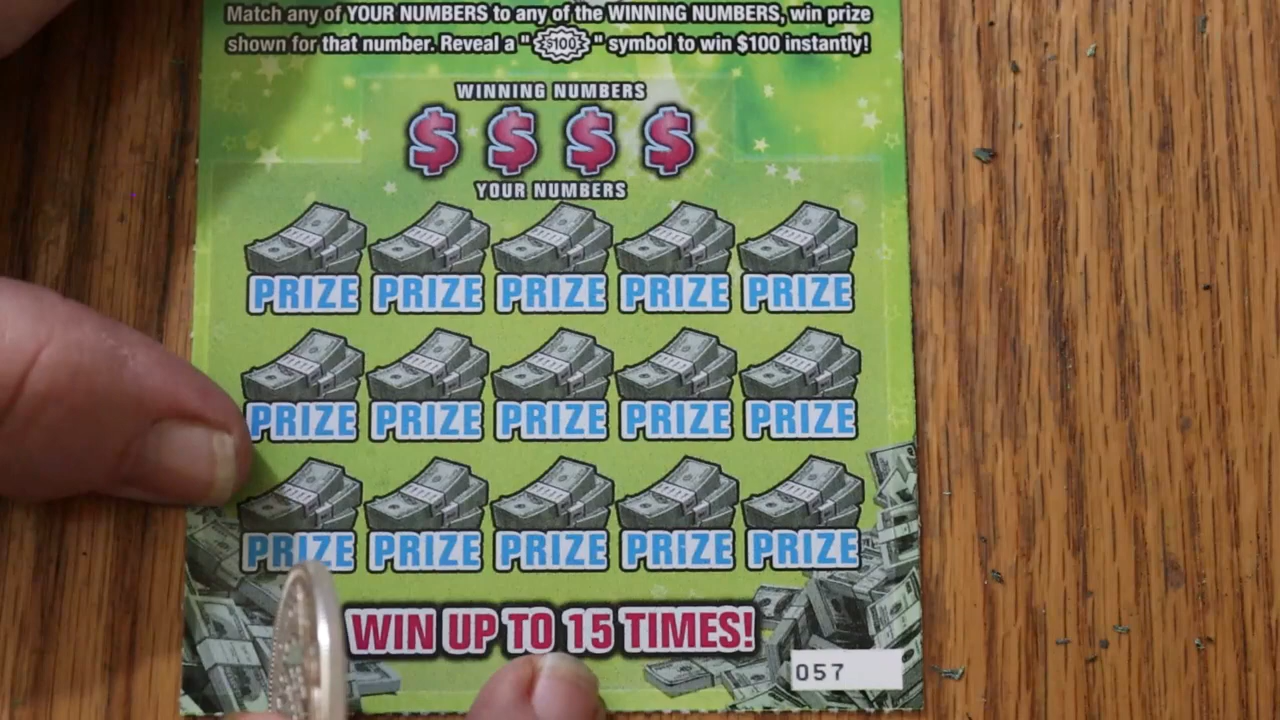 Match any of YOUR NUMBERS to any of the WINNING NUMBERS, win prize
shown for that number. Reveal a " $100 " symbol to win $100 instantly!
WINNING NUMBERS
$ $ $ $
YOUR NUMBERS
PRIZE PRIZE PRIZE PRIZE PRIZE
PRIZE PRIZE PRIZE PRIZE PRIZE
PRIZE PRIZE PRIZE PRIZE PRIZE
WIN UP TO 15 TIMES!
057